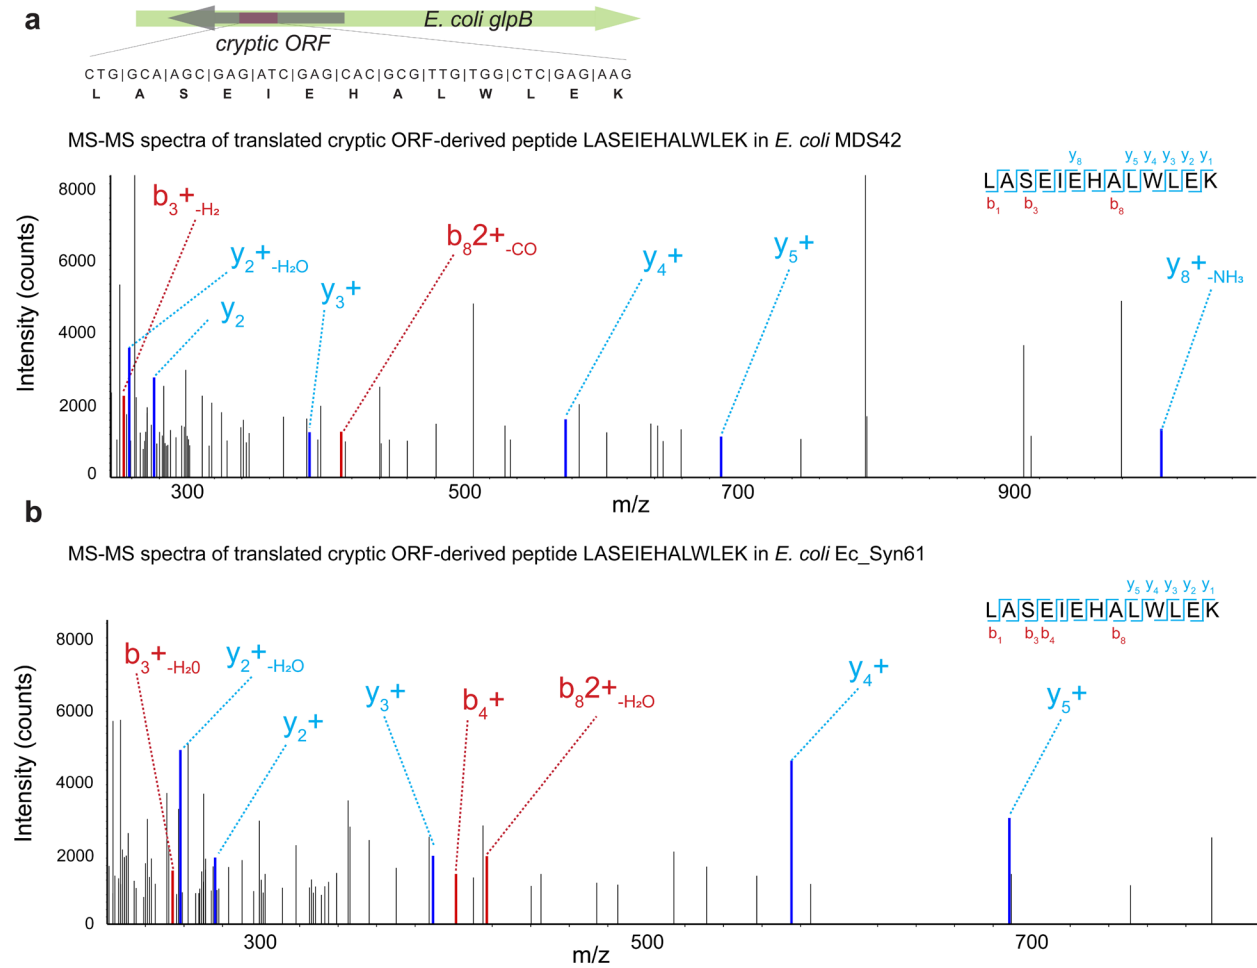 a
E. coli glpB
cryptic ORF
CTG|GCA|AGC|GAG|ATC|GAG|CAC|GCG|TTG|TGG|CTC|GAG|AAG
L A S E I E H A L W L E K
MS-MS spectra of translated cryptic ORF-derived peptide LASEIEHALWLEK in E. coli MDS42
y8 y5 y4 y3 y2 y1
LASEIEHALWLEK
b1 b3 b8
8000
6000
4000
2000
0
Intensity (counts)
b3+-H₂
y2+-H₂O
y2
y3+
b82+-CO
y4+
y5+
y8+-NH₃
300 500 700 900
m/z
b
MS-MS spectra of translated cryptic ORF-derived peptide LASEIEHALWLEK in E. coli Ec_Syn61
y5 y4 y3 y2 y1
LASEIEHALWLEK
b1 b3 b4 b8
8000
6000
4000
2000
0
Intensity (counts)
b3+-H₂0
y2+-H₂O
y2+
y3+
b4+
b82+-H₂O
y4+
y5+
300 500 700
m/z